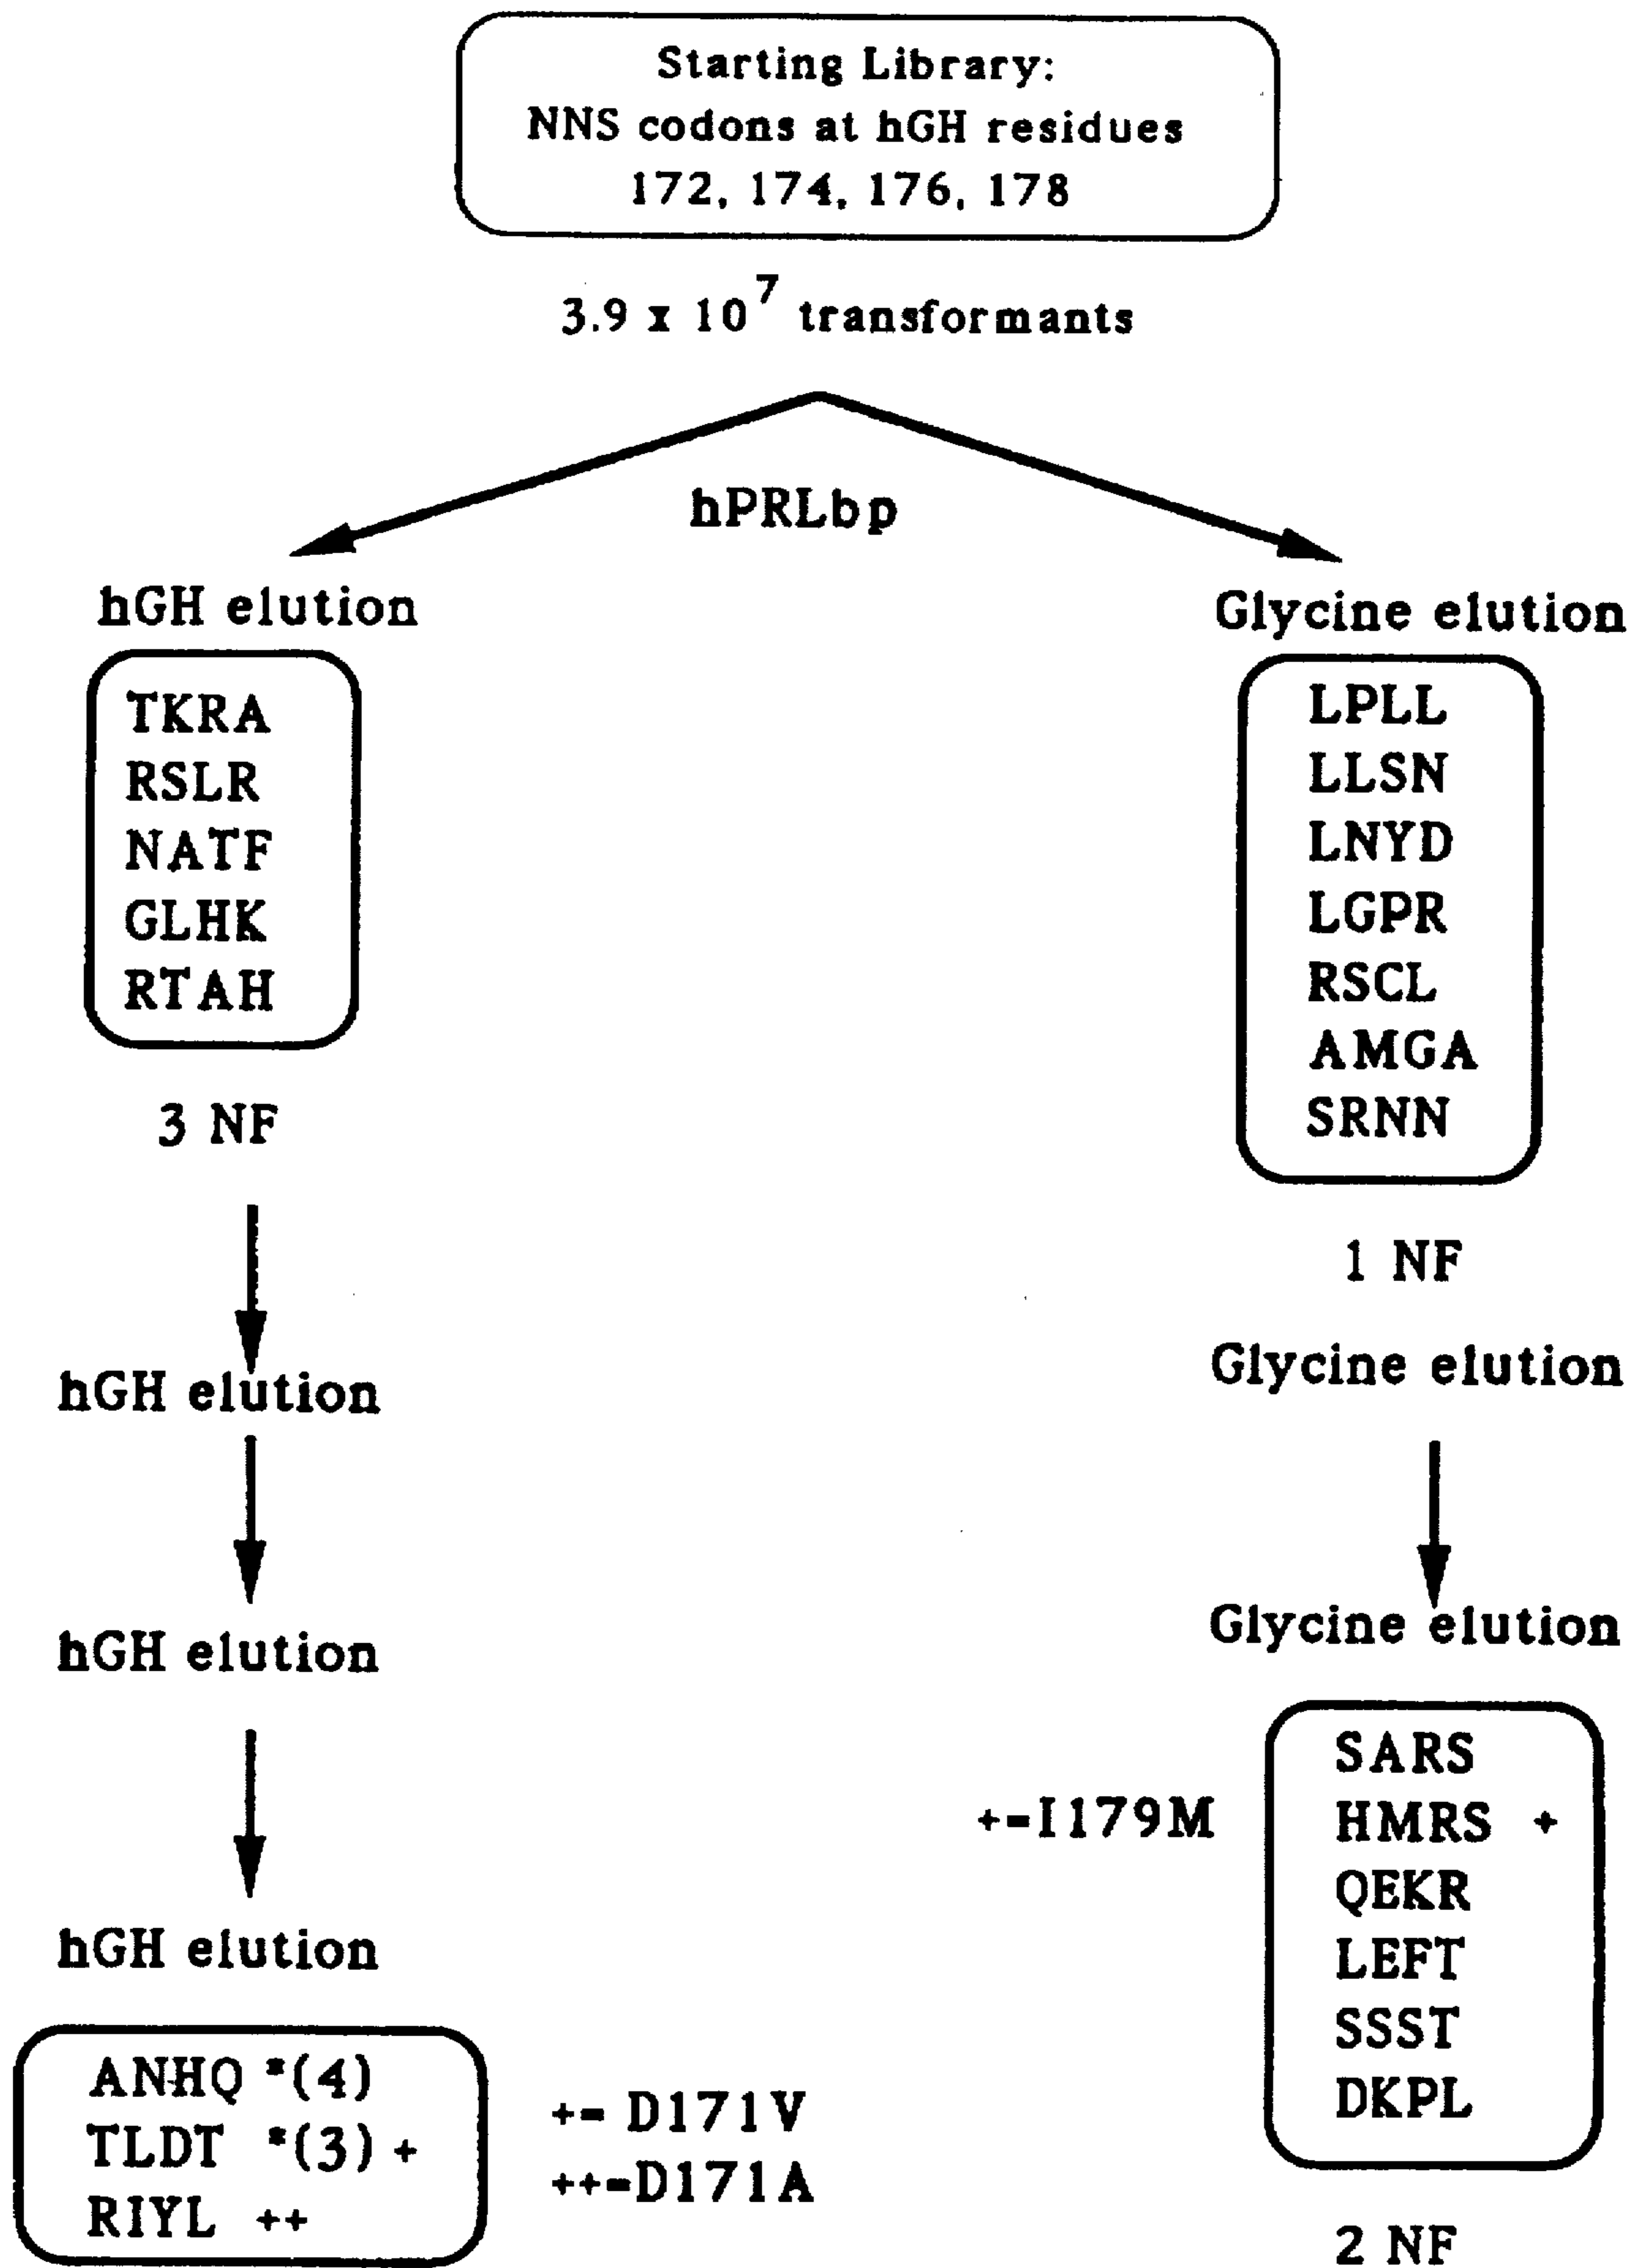 Starting Library:
NNS codons at hGH residues
172, 174, 176, 178
3.9 x 10^7 transformants
hPRLbp
hGH elution
TKRA
RSLR
NATF
GLHK
RTAH
3 NF
hGH elution
hGH elution
hGH elution
ANHQ *(4)
TLDT *(3) +
RIYL ++
+= D171V
++=D171A
Glycine elution
LPLL
LLSN
LNYD
LGPR
RSCL
AMGA
SRNN
1 NF
Glycine elution
Glycine elution
+=I179M
SARS
HMRS +
QEKR
LEFT
SSST
DKPL
2 NF